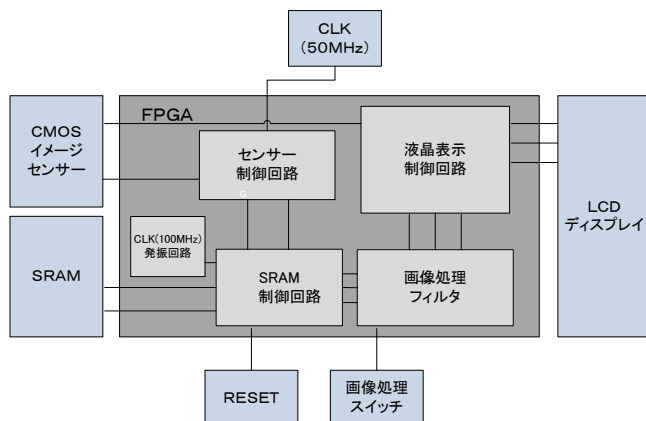 CLK
(50MHz)
FPGA
CMOS
イメージ
センサー
センサー
制御回路
G
液晶表示
制御回路
LCD
ディスプレイ
CLK(100MHz)
発振回路
SRAM
SRAM
制御回路
画像処理
フィルタ
RESET
画像処理
スイッチ